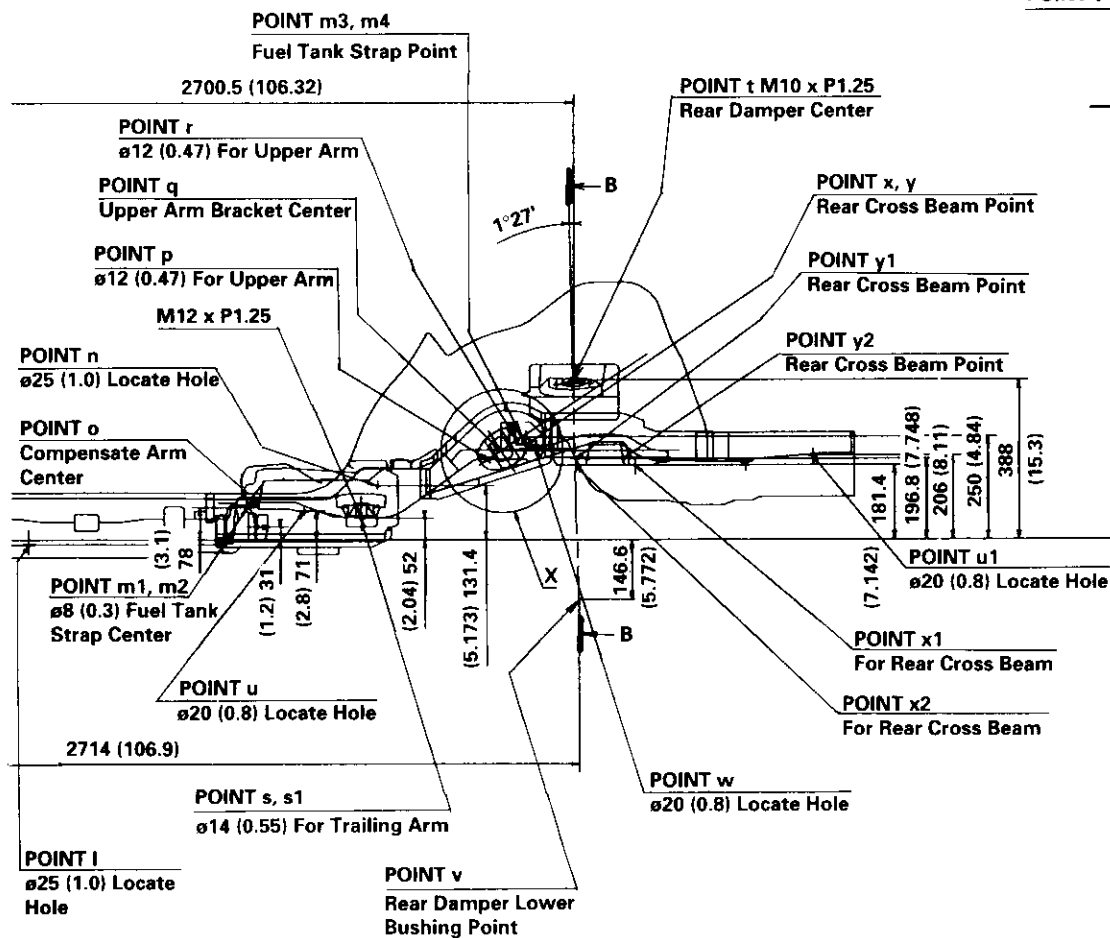 POINT m3, m4
Fuel Tank Strap Point
2700.5 (106.32)
POINT t M10 x P1.25
Rear Damper Center
POINT r
ø12 (0.47) For Upper Arm
B
POINT x, y
Rear Cross Beam Point
POINT q
Upper Arm Bracket Center
1°27'
POINT p
ø12 (0.47) For Upper Arm
POINT y1
Rear Cross Beam Point
M12 x P1.25
POINT y2
Rear Cross Beam Point
POINT n
ø25 (1.0) Locate Hole
POINT o
Compensate Arm
Center
181.4
(7.142)
196.8 (7.748)
206 (8.11)
250 (4.84)
388
(15.3)
(3.1)
78
(1.2) 31
(2.8) 71
(2.04) 52
(5.173) 131.4
146.6
(5.772)
X
POINT u1
ø20 (0.8) Locate Hole
POINT m1, m2
ø8 (0.3) Fuel Tank
Strap Center
B
POINT x1
For Rear Cross Beam
POINT u
ø20 (0.8) Locate Hole
POINT x2
For Rear Cross Beam
2714 (106.9)
POINT w
ø20 (0.8) Locate Hole
POINT s, s1
ø14 (0.55) For Trailing Arm
POINT l
ø25 (1.0) Locate
Hole
POINT v
Rear Damper Lower
Bushing Point